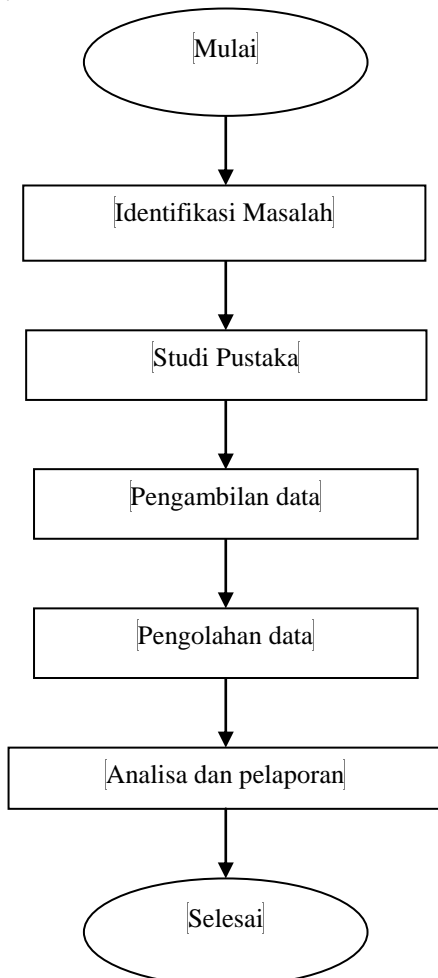 Mulai
Identifikasi Masalah
Studi Pustaka
Pengambilan data
Pengolahan data
Analisa dan pelaporan
Selesai